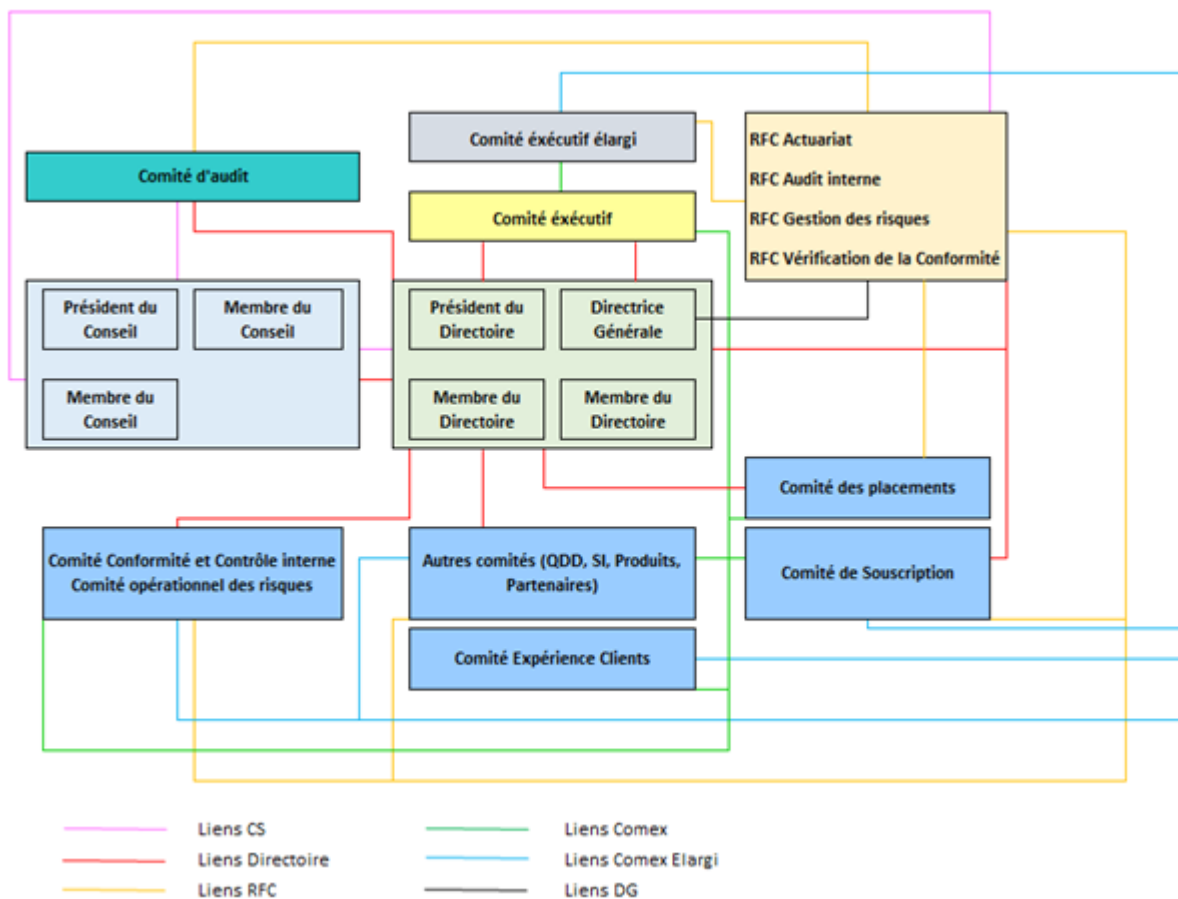 Comité éxécutif élargi
Comité d'audit
Comité éxécutif
RFC Actuariat
RFC Audit interne
RFC Gestion des risques
RFC Vérification de la Conformité
Président du
Conseil
Membre du
Conseil
Membre du
Conseil
Président du
Directoire
Directrice
Générale
Membre du
Directoire
Membre du
Directoire
Comité des placements
Comité Conformité et Contrôle interne
Comité opérationnel des risques
Autres comités (QDD, SI, Produits,
Partenaires)
Comité de Souscription
Comité Expérience Clients
Liens CS
Liens Directoire
Liens RFC
Liens Comex
Liens Comex Elargi
Liens DG